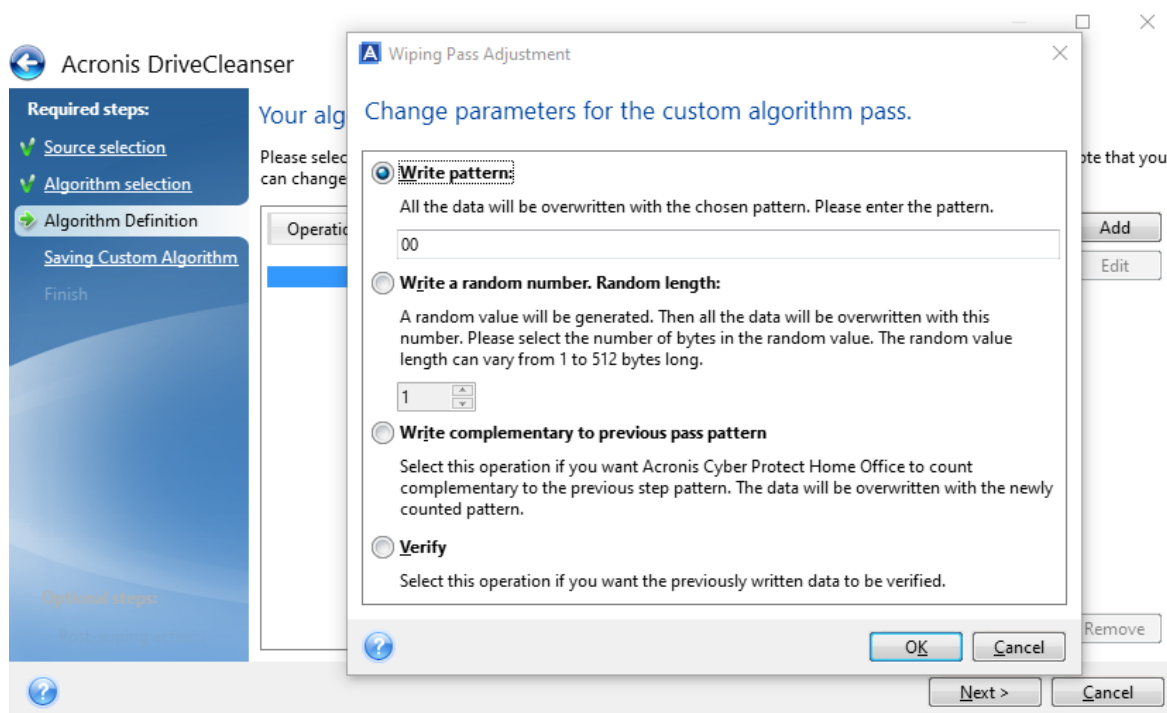 Acronis DriveCleanser
Required steps:
Source selection
Algorithm selection
Algorithm Definition
Saving Custom Algorithm
Finish
Optional steps:
Your alg
Please selec
ote that you
can change
Operatio
Add
Edit
Remove
Next >
Cancel
A Wiping Pass Adjustment
Change parameters for the custom algorithm pass.
Write pattern:
All the data will be overwritten with the chosen pattern. Please enter the pattern.
00
Write a random number. Random length:
A random value will be generated. Then all the data will be overwritten with this
number. Please select the number of bytes in the random value. The random value
length can vary from 1 to 512 bytes long.
1
Write complementary to previous pass pattern
Select this operation if you want Acronis Cyber Protect Home Office to count
complementary to the previous step pattern. The data will be overwritten with the newly
counted pattern.
Verify
Select this operation if you want the previously written data to be verified.
OK
Cancel